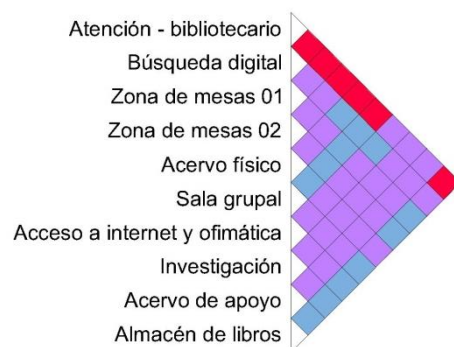 Atención - bibliotecario
Búsqueda digital
Zona de mesas 01
Zona de mesas 02
Acervo físico
Sala grupal
Acceso a internet y ofimática
Investigación
Acervo de apoyo
Almacén de libros